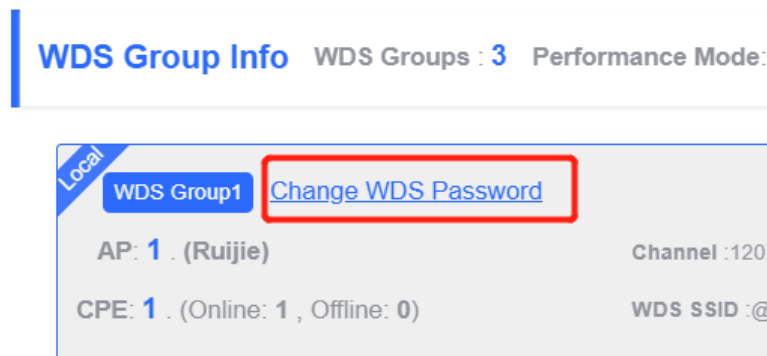 WDS Group Info WDS Groups : 3 Performance Mode:
Local
WDS Group1 Change WDS Password
AP: 1 . (Ruijie) Channel :120
CPE: 1 . (Online: 1 , Offline: 0) WDS SSID :@